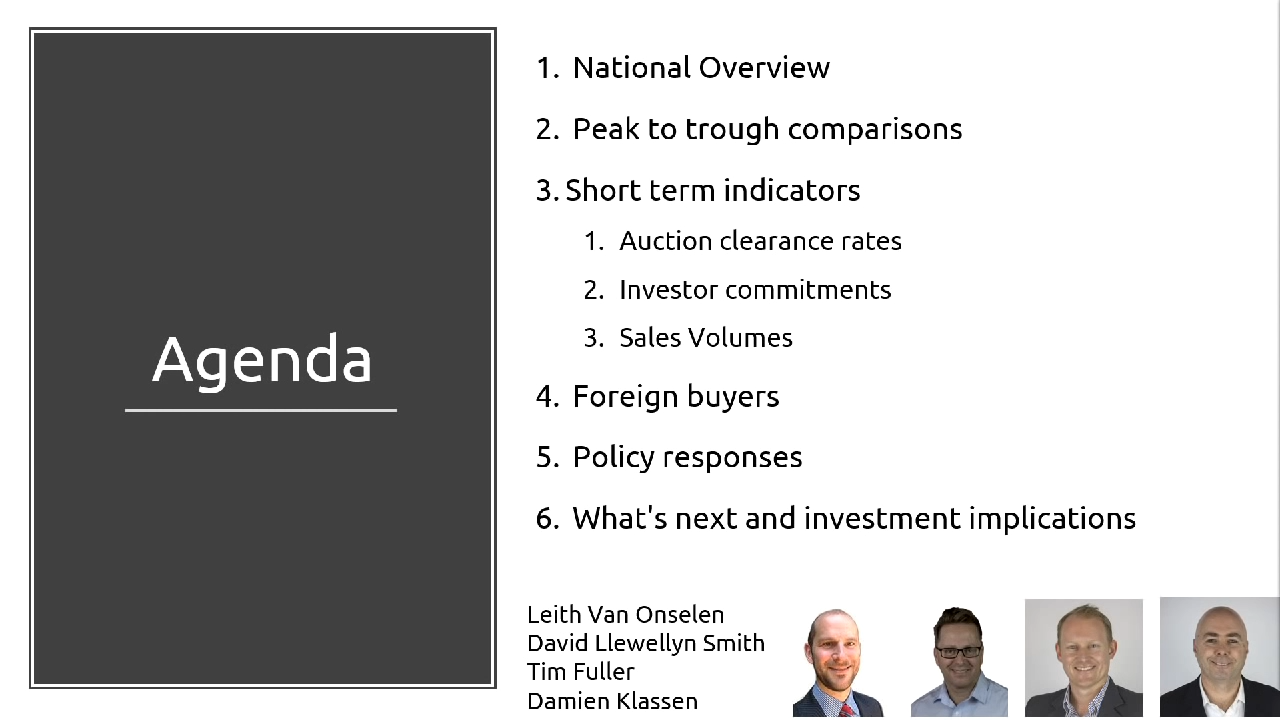 Agenda
1. National Overview
2. Peak to trough comparisons
3. Short term indicators
1. Auction clearance rates
2. Investor commitments
3. Sales Volumes
4. Foreign buyers
5. Policy responses
6. What's next and investment implications
Leith Van Onselen
David Llewellyn Smith
Tim Fuller
Damien Klassen